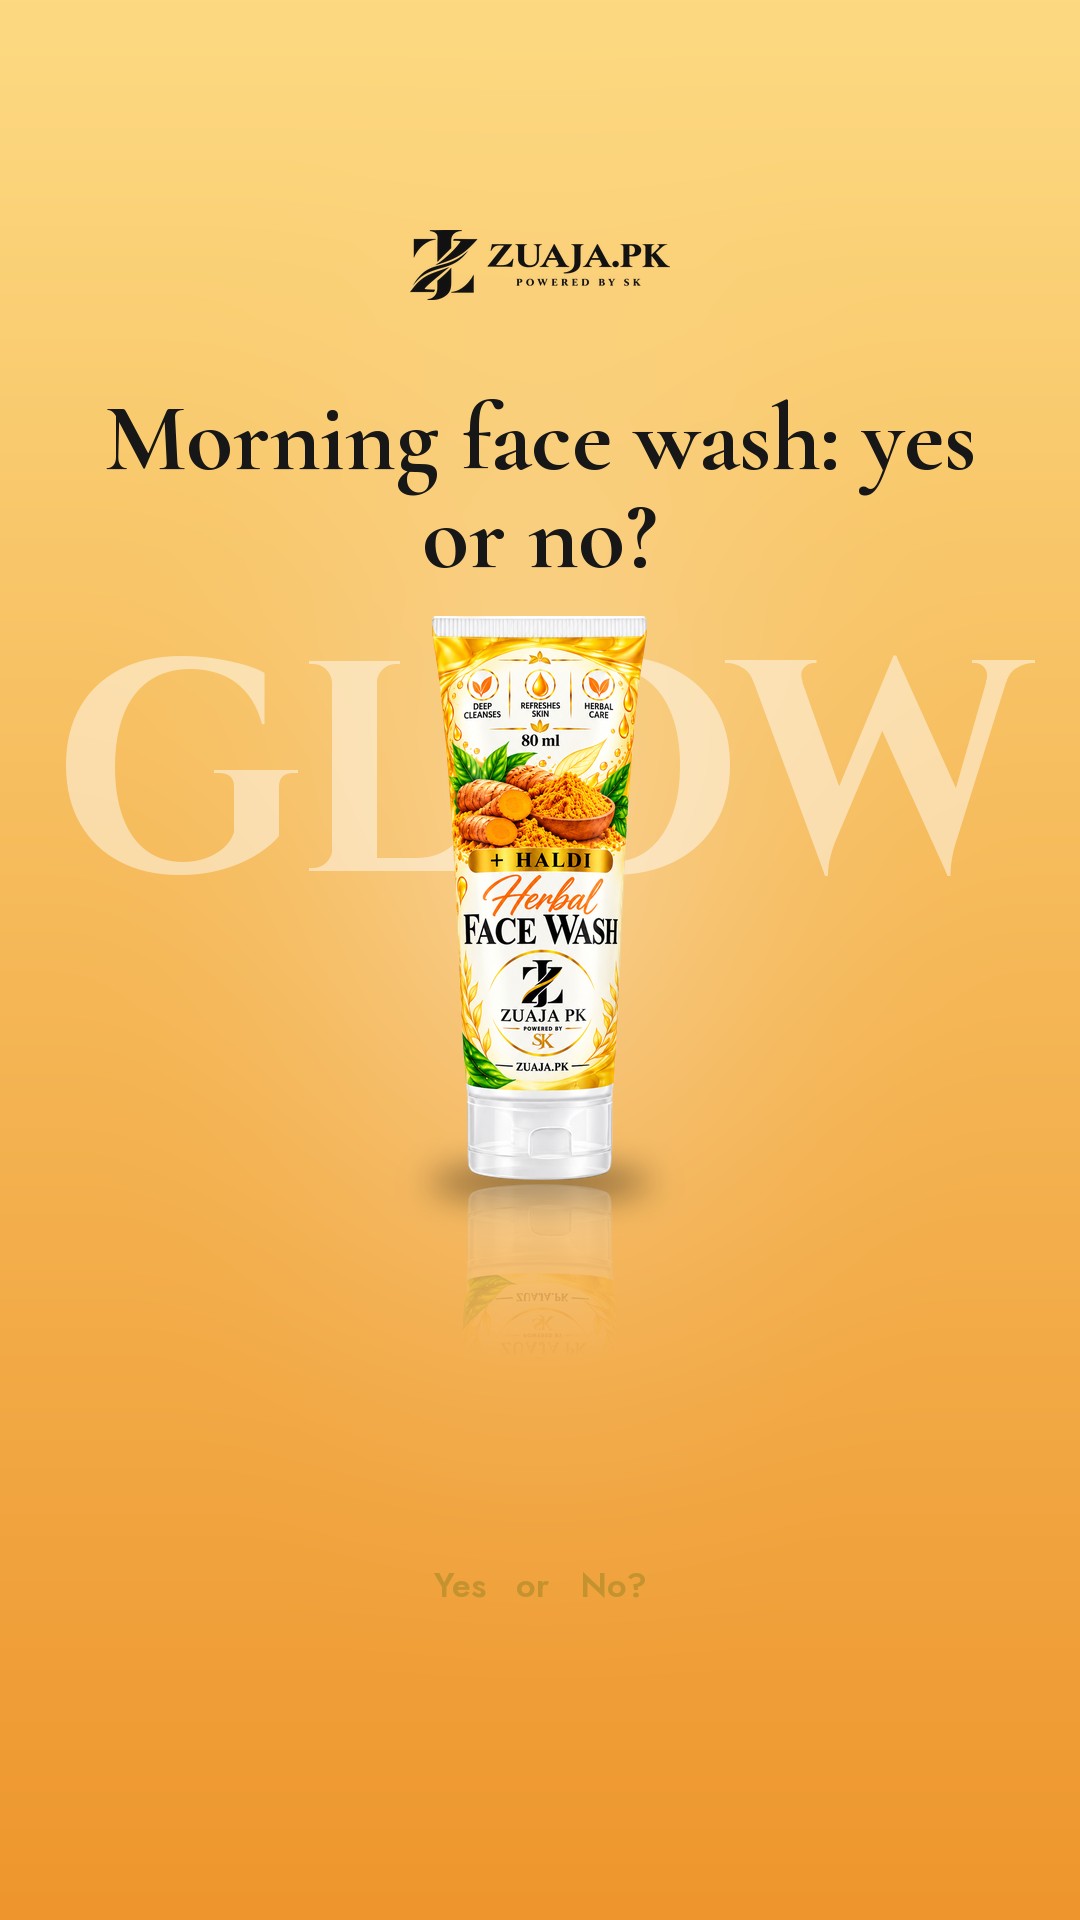 ZUAJA.PK
POWERED BY SK
Morning face wash: yes
or no?
GLOW
DEEP CLEANSES
REFRESHES SKIN
HERBAL CARE
80 ml
+ HALDI
Herbal
FACE WASH
ZUAJA PK
POWERED BY
SK
ZUAJA.PK
Yes or No?